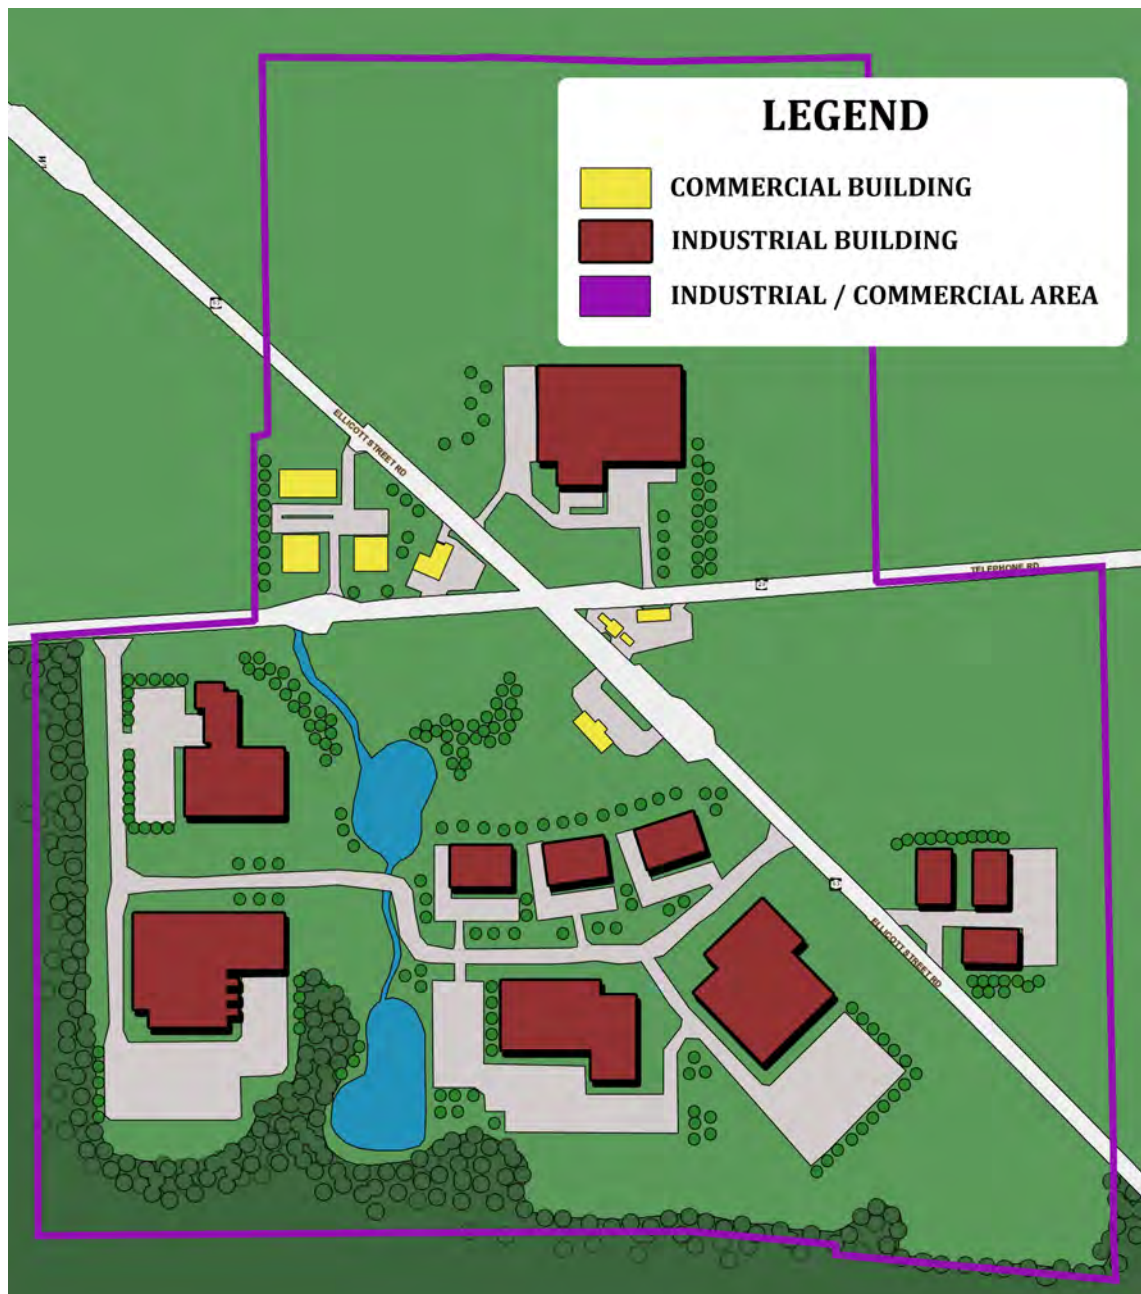 LEGEND
COMMERCIAL BUILDING
INDUSTRIAL BUILDING
INDUSTRIAL / COMMERCIAL AREA
ELLICOTT STREET RD
TELEPHONE RD
ELLICOTT STREET RD